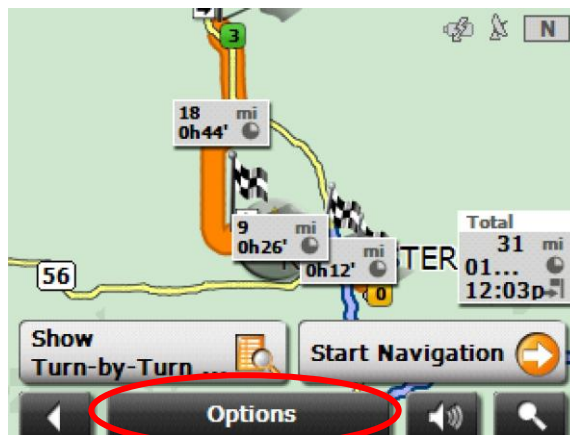 3
N
18 mi
0h44'
9 mi
0h26'
mi
0h12'
STER
0
56
Total
31 mi
01...
12:03p
Show
Turn-by-Turn ...
Start Navigation
Options